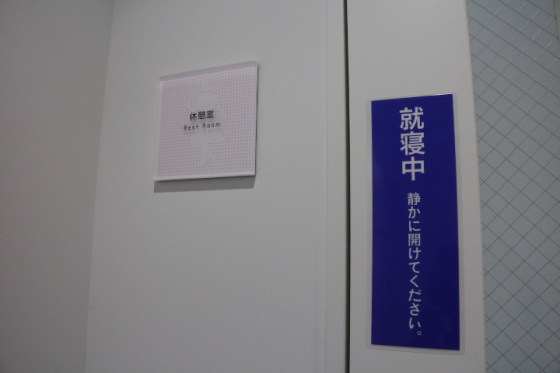 休憩室
Rest Room
就寝中
静かに開けてください。